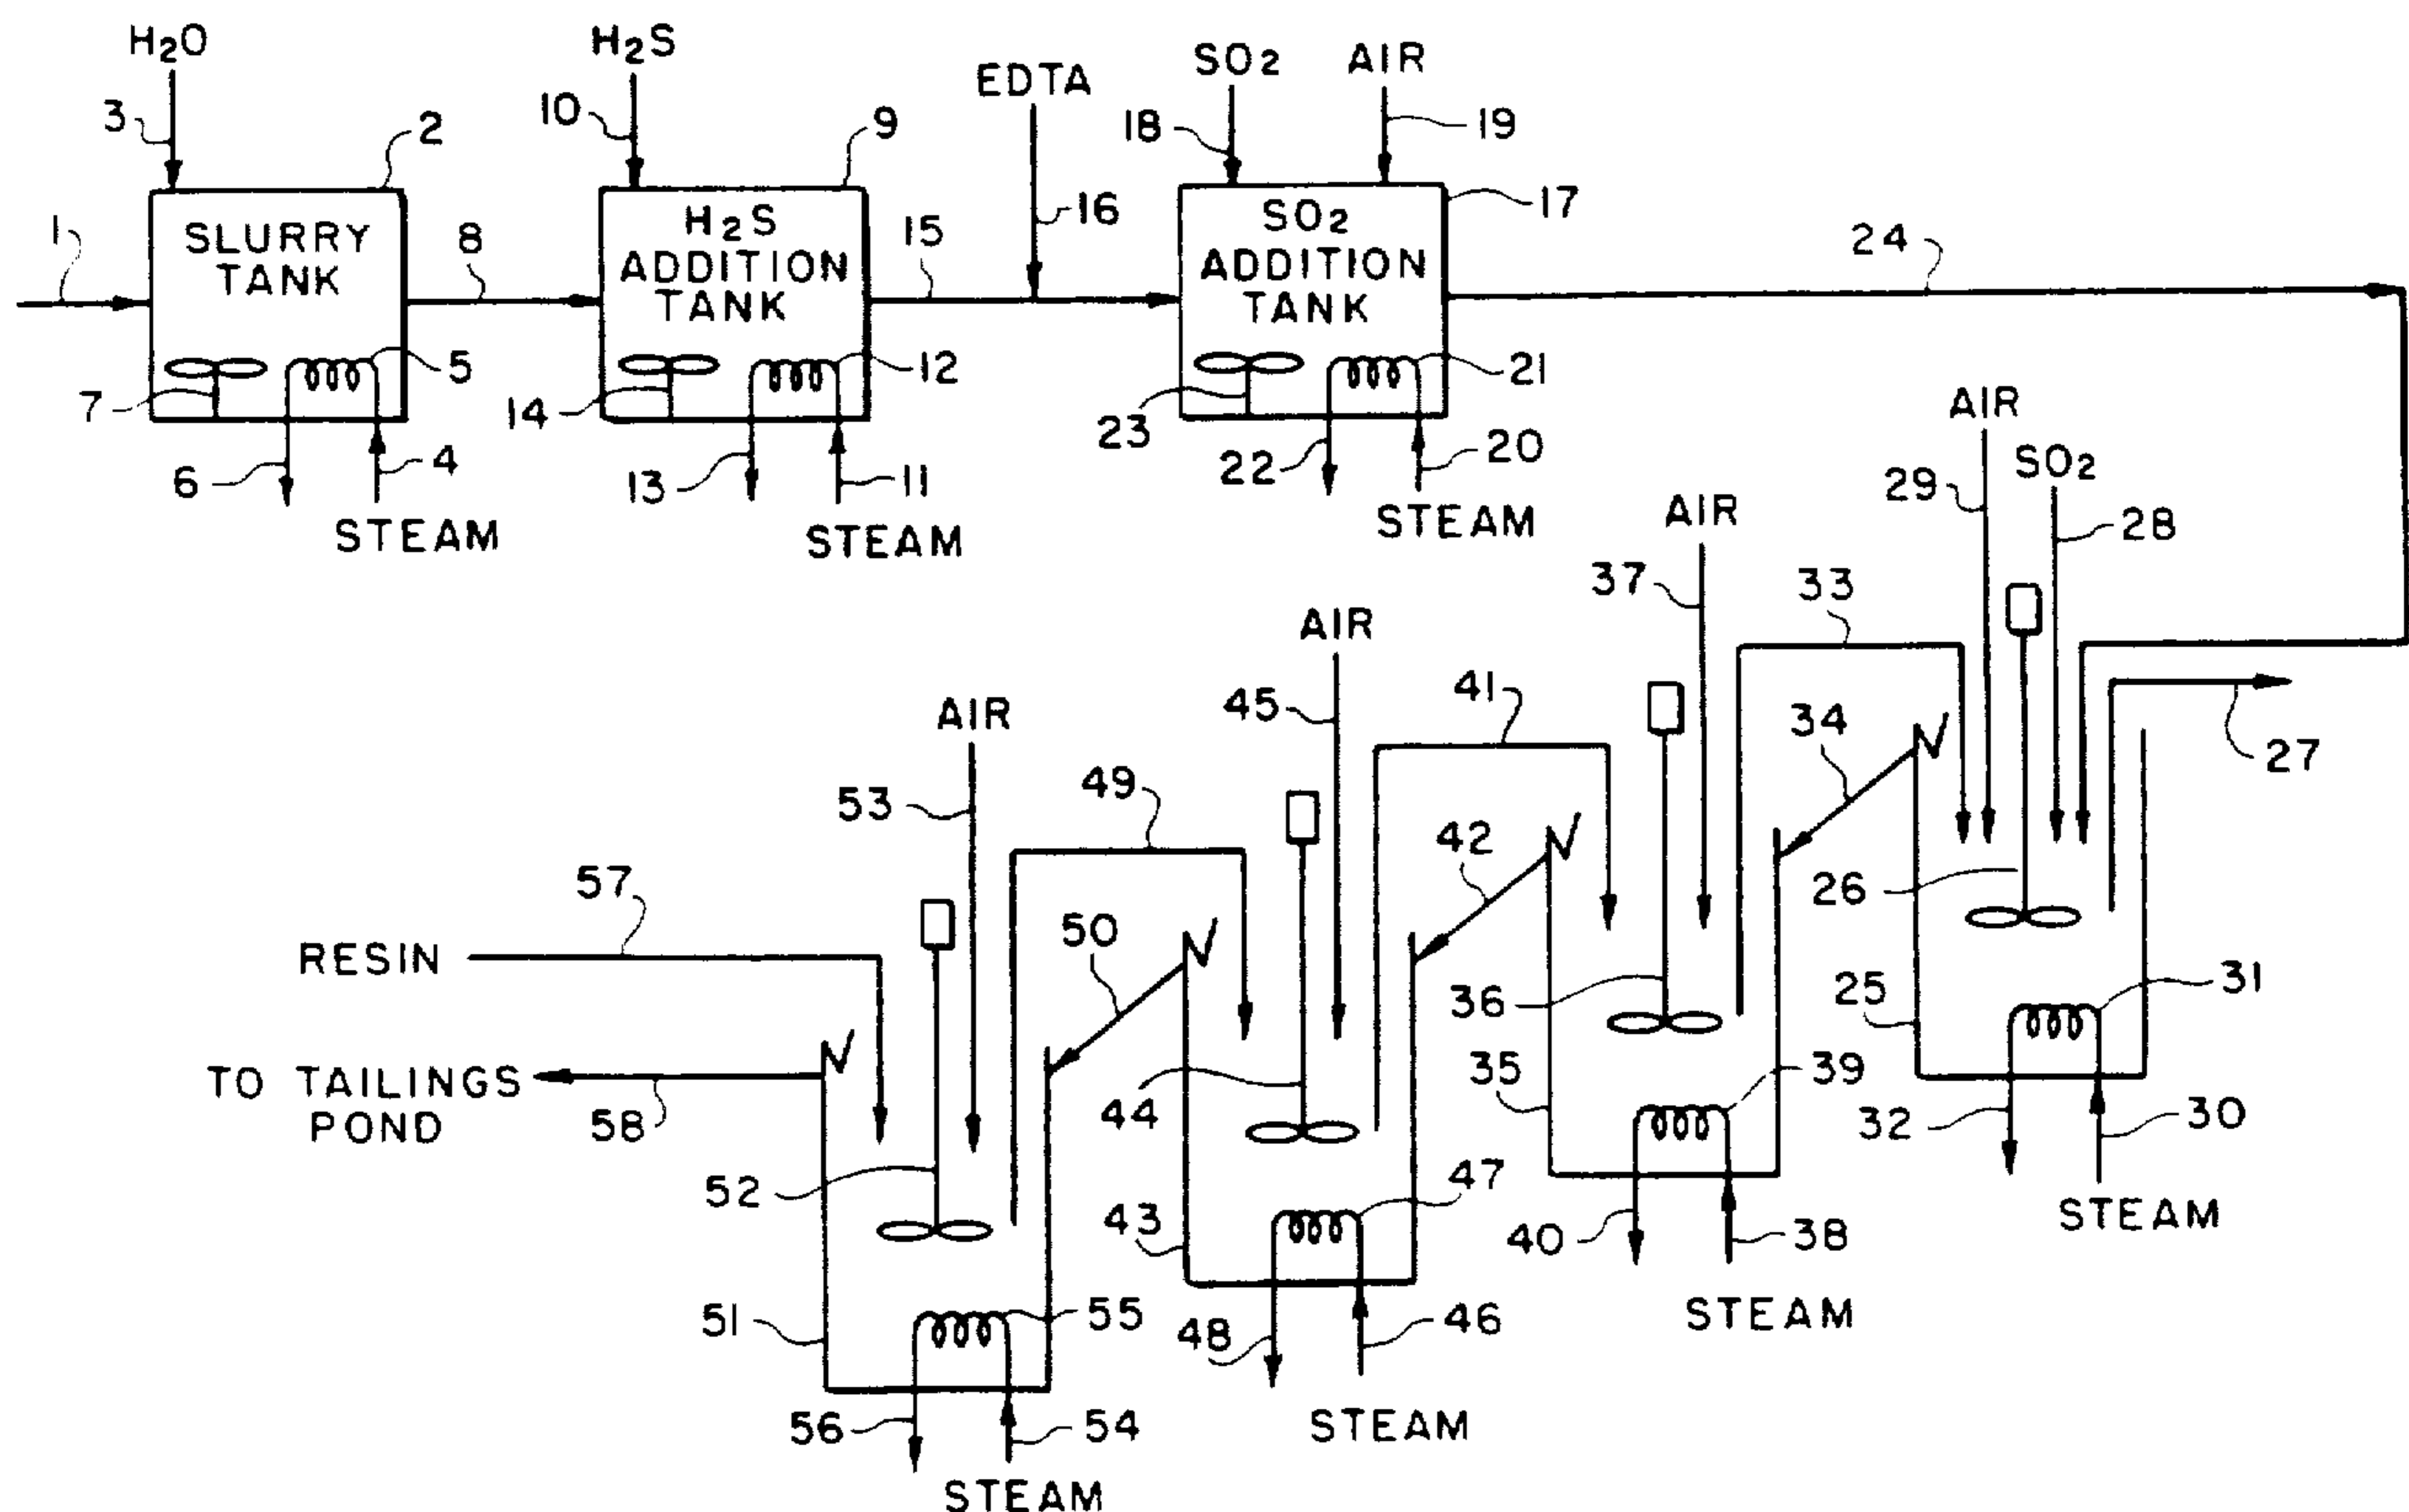 H2O
H2S
EDTA
SO2
AIR
3
2
10
9
16
18
19
17
1
SLURRY
TANK
8
H2S
ADDITION
TANK
15
SO2
ADDITION
TANK
24
7
5
14
12
23
21
6
4
13
11
22
20
STEAM
STEAM
STEAM
AIR
29
SO2
28
AIR
37
33
AIR
45
41
34
27
AIR
53
49
42
26
RESIN
57
50
36
25
31
TO TAILINGS
POND
58
44
35
39
32
30
STEAM
52
43
47
40
38
STEAM
51
55
48
46
STEAM
56
54
STEAM